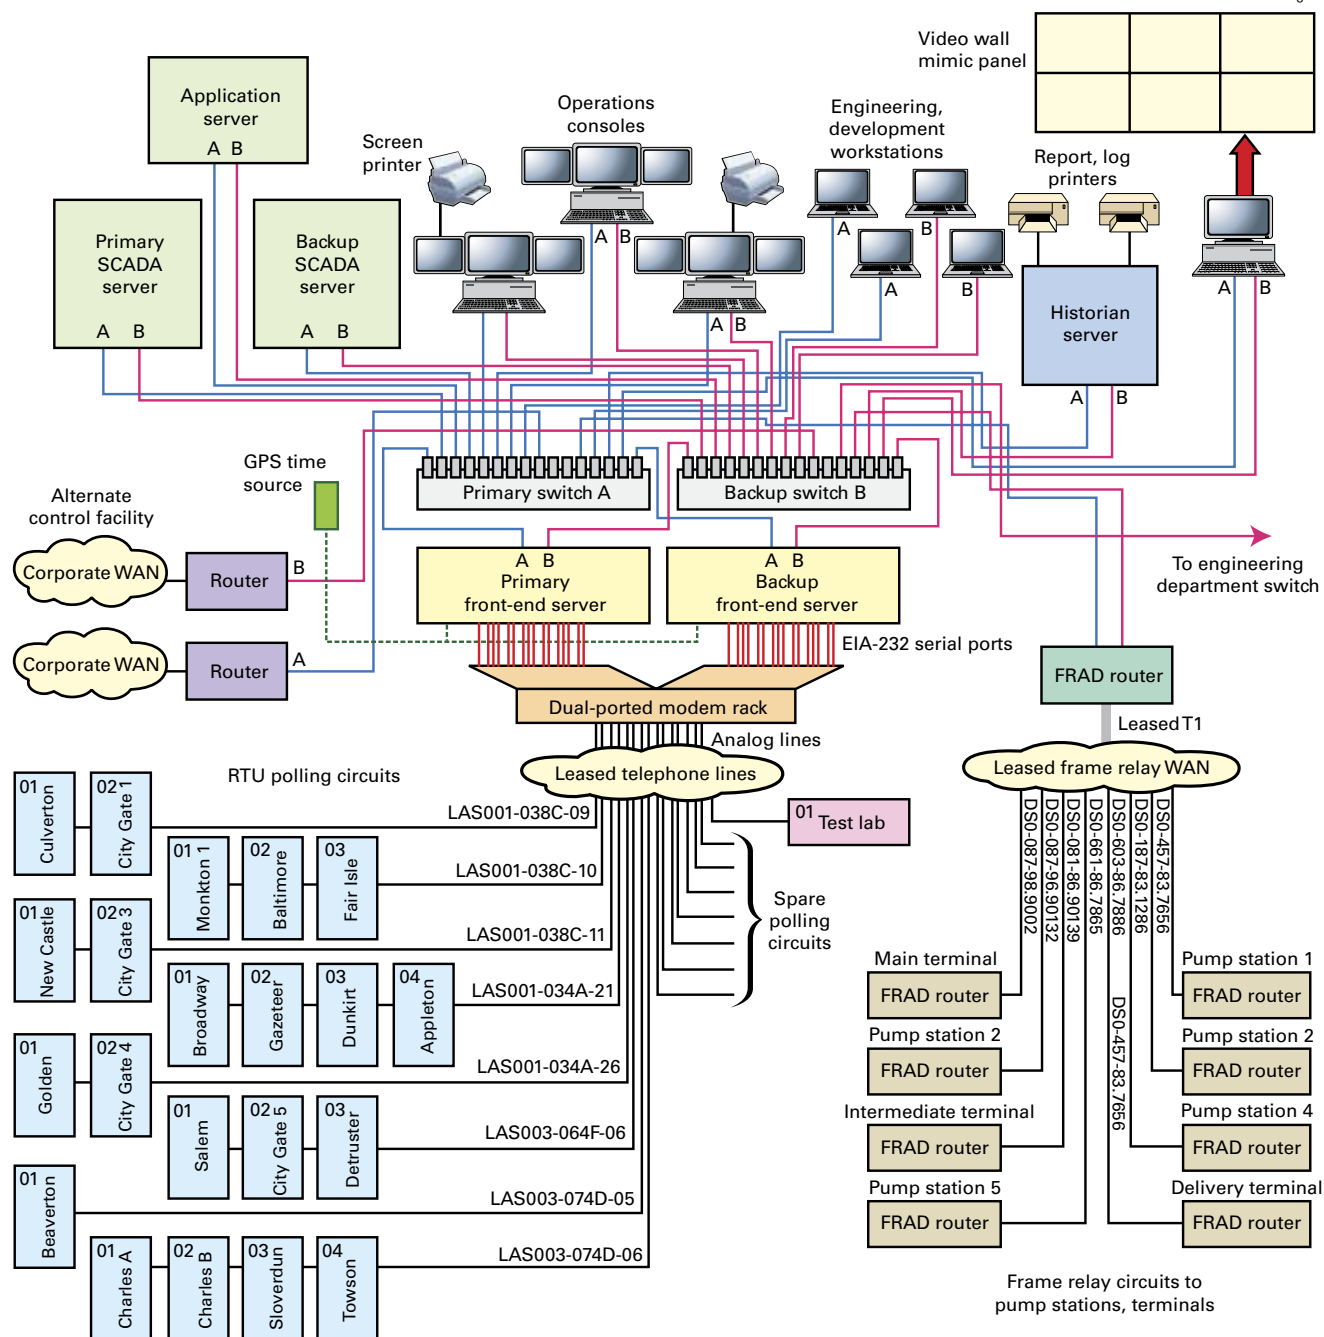 Video wall
mimic panel
Application
server
A B
Operations
consoles
Engineering,
development
workstations
Screen
printer
Report, log
printers
Primary
SCADA
server
A B
Backup
SCADA
server
A B
A B
A B
A
B
A
B
A B
Historian
server
A B
GPS time
source
Primary switch A
Backup switch B
Alternate
control facility
Corporate WAN
Router
B
A B
Primary
front-end server
A B
Backup
front-end server
To engineering
department switch
EIA-232 serial ports
Corporate WAN
Router
A
FRAD router
Dual-ported modem rack
Leased T1
Analog lines
Leased telephone lines
Leased frame relay WAN
RTU polling circuits
01 Culverton
02 City Gate 1
LAS001-038C-09
01 Test lab
01 Monkton 1
02 Baltimore
03 Fair Isle
LAS001-038C-10
01 New Castle
02 City Gate 3
LAS001-038C-11
Spare
polling
circuits
01 Broadway
02 Gazeteer
03 Dunkirt
04 Appleton
LAS001-034A-21
01 Golden
02 City Gate 4
LAS001-034A-26
01 Salem
02 City Gate 5
03 Detruster
LAS003-064F-06
01 Beaverton
LAS003-074D-05
01 Charles A
02 Charles B
03 Sloverdun
04 Towson
LAS003-074D-06
DS0-087-98.9002
DS0-087-96.90132
DS0-081-86.90139
DS0-661-86.7865
DS0-603-86.7886
DS0-187-83.1286
DS0-457-83.7656
DS0-457-83.7656
Main terminal
FRAD router
Pump station 1
FRAD router
Pump station 2
FRAD router
Pump station 2
FRAD router
Intermediate terminal
FRAD router
Pump station 4
FRAD router
Pump station 5
FRAD router
Delivery terminal
FRAD router
Frame relay circuits to
pump stations, terminals